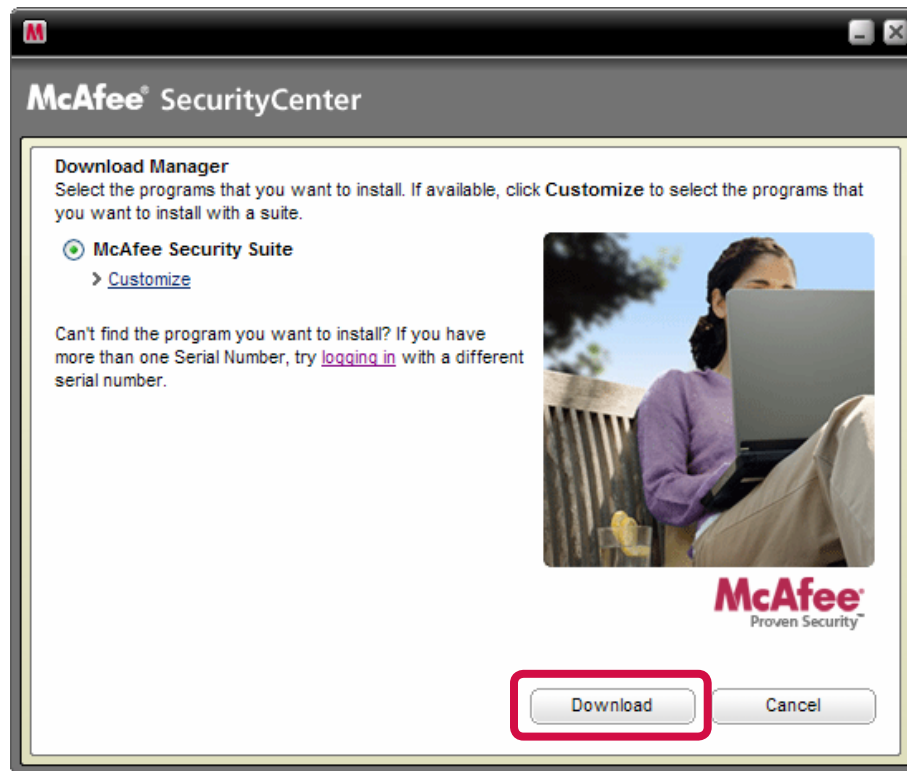 M
McAfee® SecurityCenter
Download Manager
Select the programs that you want to install. If available, click Customize to select the programs that
you want to install with a suite.
McAfee Security Suite
Customize
Can't find the program you want to install? If you have
more than one Serial Number, try logging in with a different
serial number.
McAfee®
Proven Security™
Download Cancel